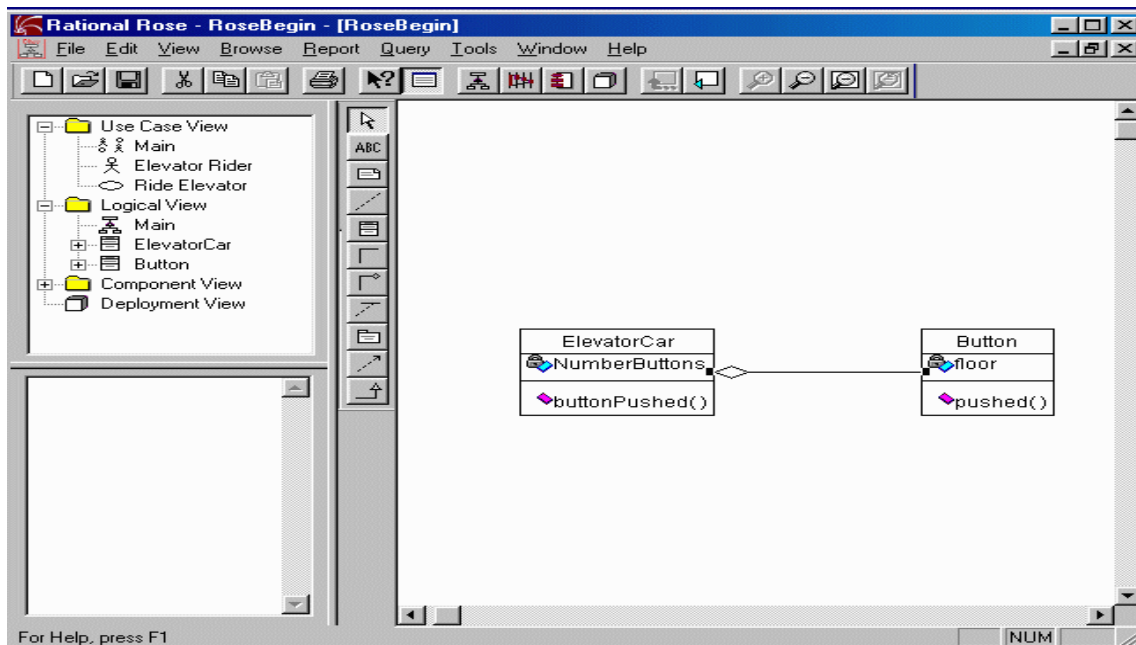 Rational Rose - RoseBegin - [RoseBegin]
File Edit View Browse Report Query Tools Window Help
ABC
Use Case View
Main
Elevator Rider
Ride Elevator
Logical View
Main
ElevatorCar
Button
Component View
Deployment View
ElevatorCar
NumberButtons
buttonPushed()
Button
floor
pushed()
For Help, press F1
NUM